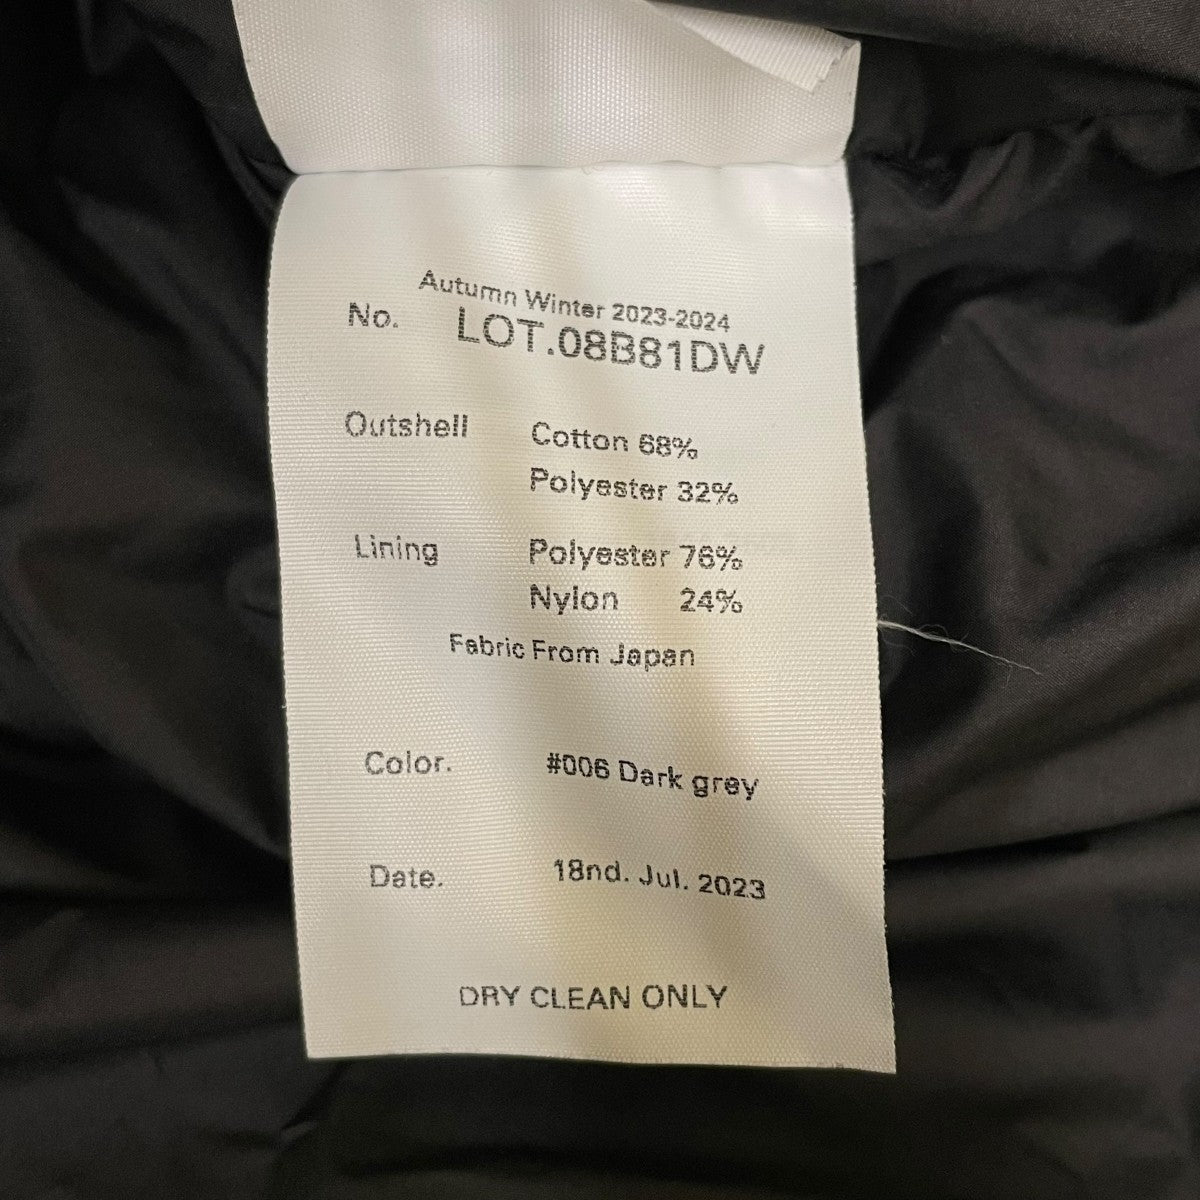 Autumn Winter 2023-2024
No. LOT.08B81DW
Outshell Cotton 68%
Polyester 32%
Lining Polyester 76%
Nylon 24%
Fabric From Japan
Color. #006 Dark grey
Date. 18nd. Jul. 2023
DRY CLEAN ONLY